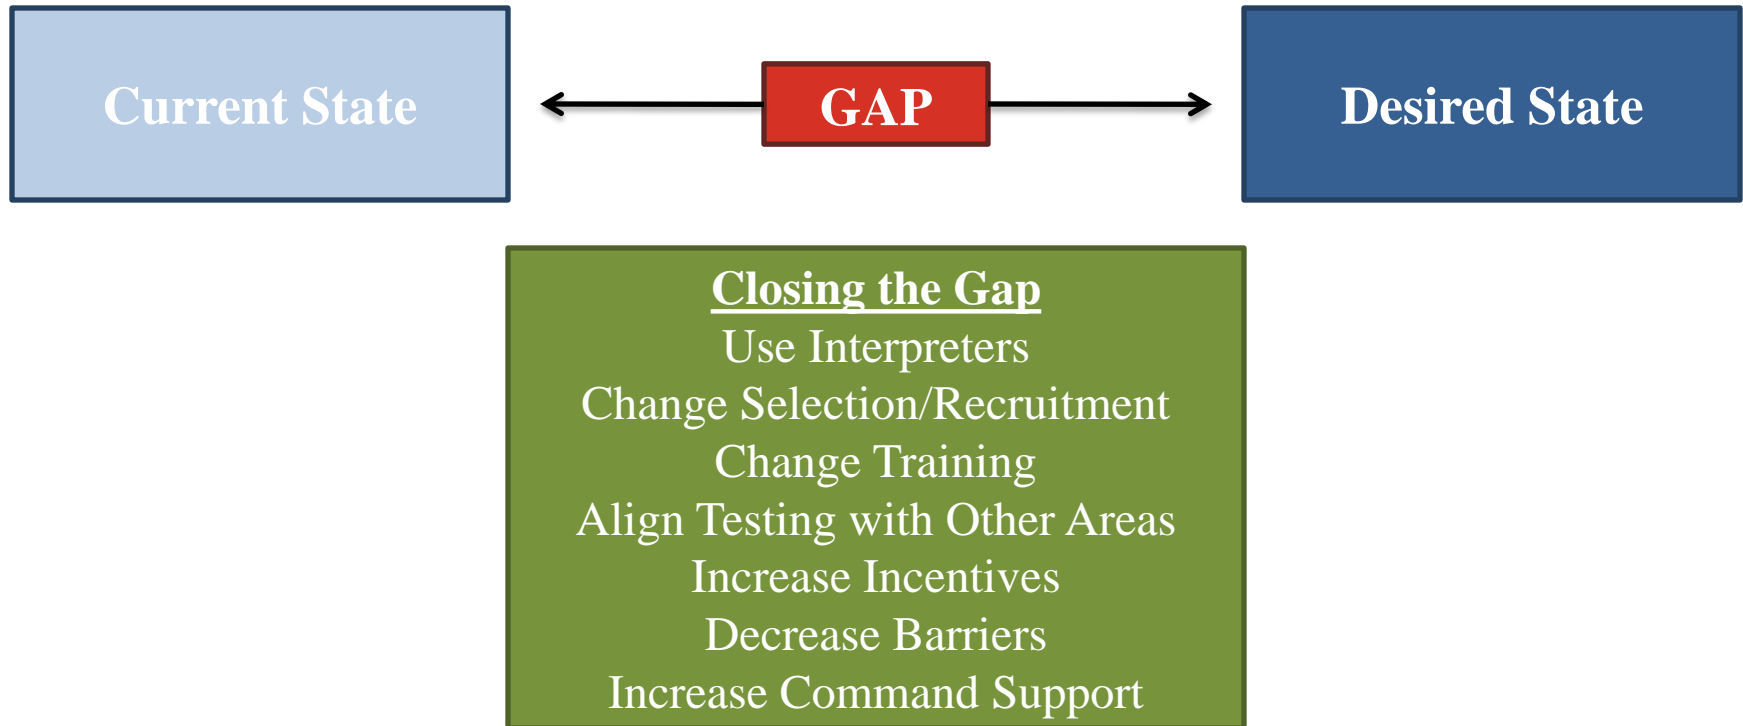 Current State
GAP
Desired State
Closing the Gap
Use Interpreters
Change Selection/Recruitment
Change Training
Align Testing with Other Areas
Increase Incentives
Decrease Barriers
Increase Command Support